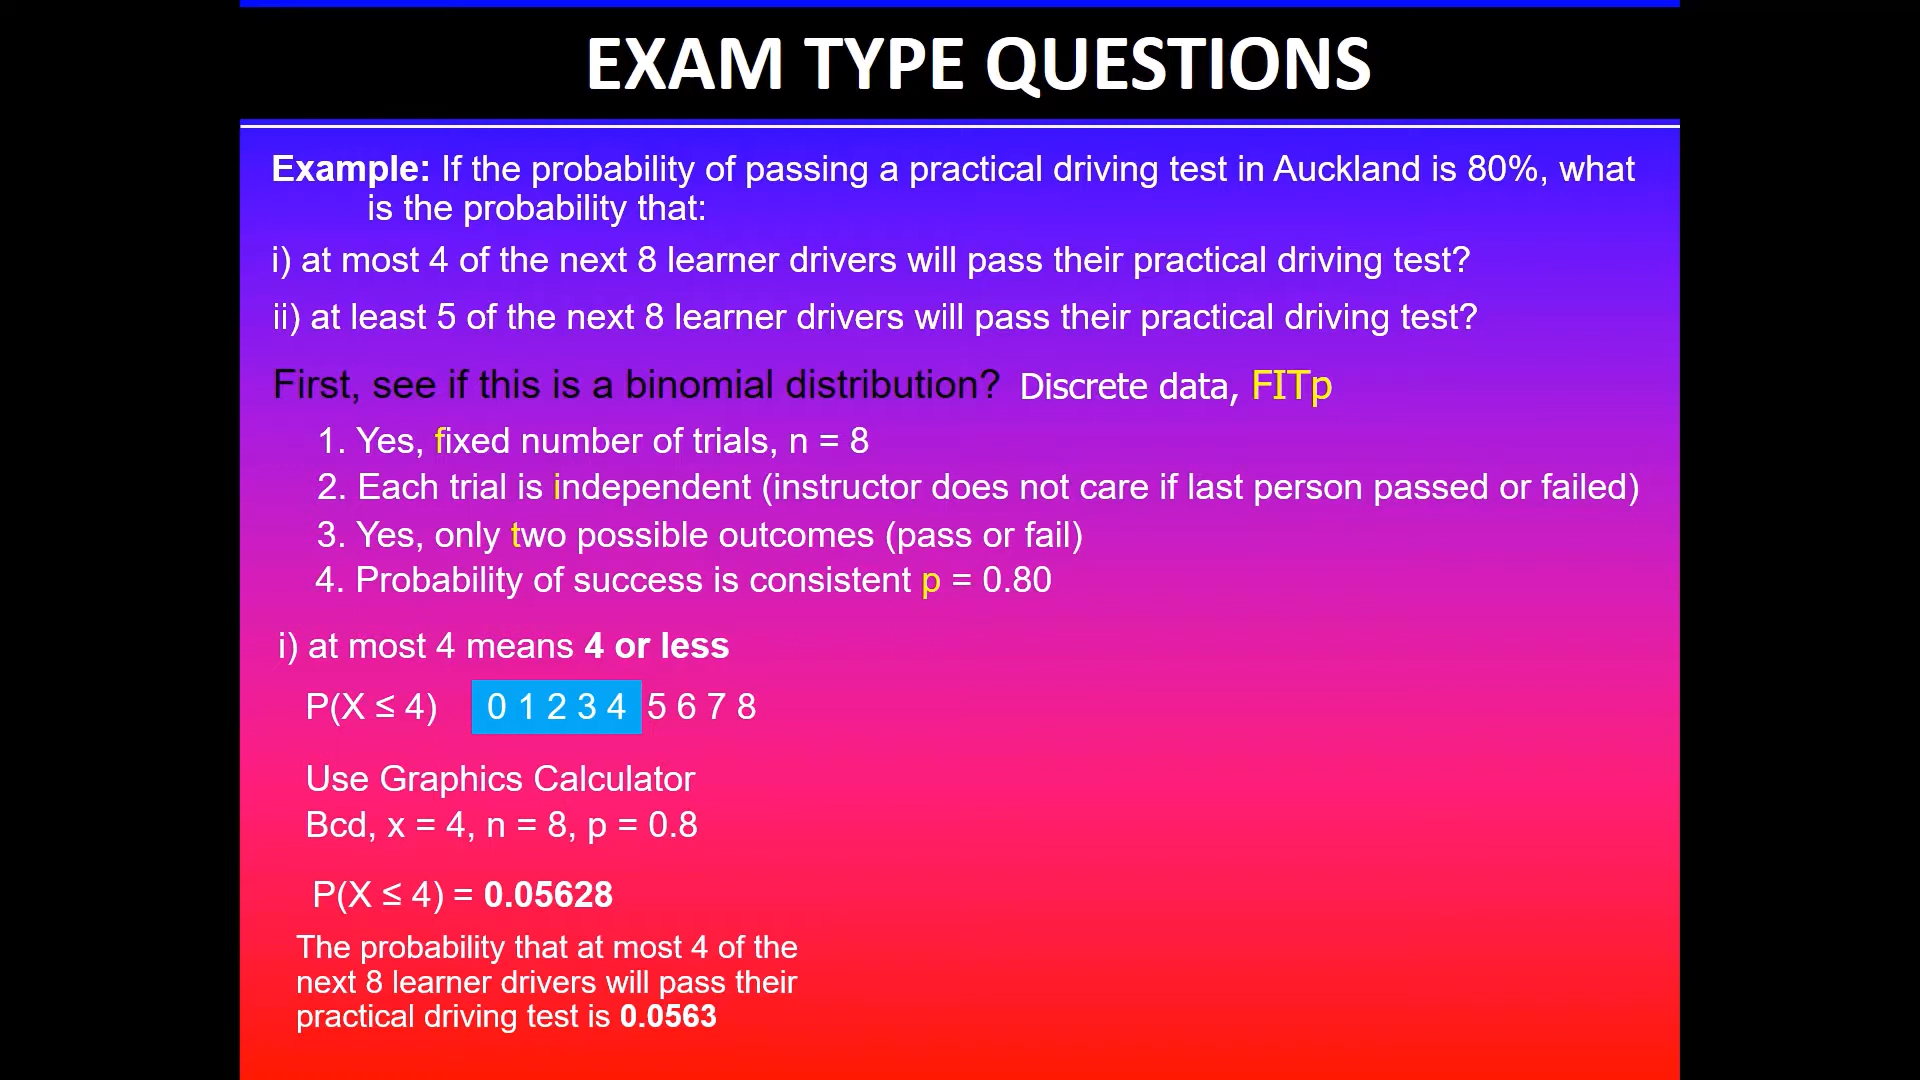 EXAM TYPE QUESTIONS
Example: If the probability of passing a practical driving test in Auckland is 80%, what
is the probability that:
i) at most 4 of the next 8 learner drivers will pass their practical driving test?
ii) at least 5 of the next 8 learner drivers will pass their practical driving test?
First, see if this is a binomial distribution? Discrete data, FITp
1. Yes, fixed number of trials, n = 8
2. Each trial is independent (instructor does not care if last person passed or failed)
3. Yes, only two possible outcomes (pass or fail)
4. Probability of success is consistent p = 0.80
i) at most 4 means 4 or less
P(X ≤ 4) 0 1 2 3 4 5 6 7 8
Use Graphics Calculator
Bcd, x = 4, n = 8, p = 0.8
P(X ≤ 4) = 0.05628
The probability that at most 4 of the
next 8 learner drivers will pass their
practical driving test is 0.0563